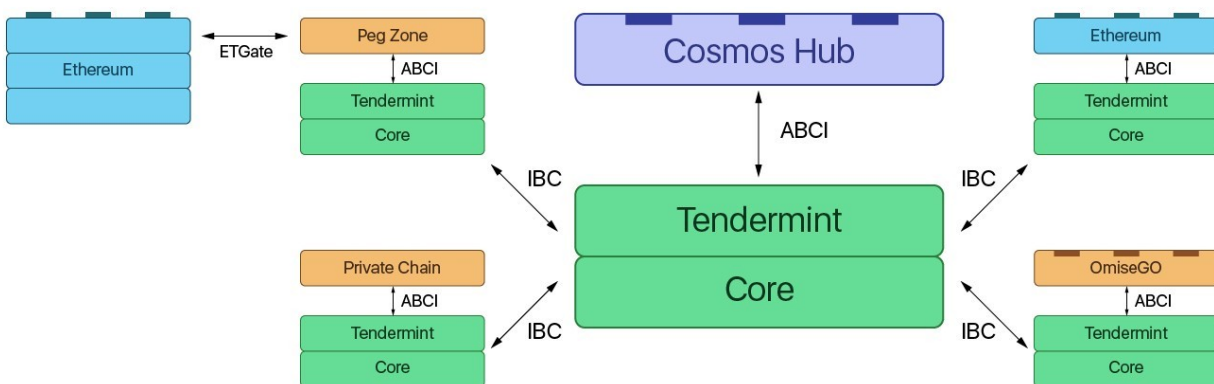 Ethereum
ETGate
Peg Zone
ABCI
Tendermint
Core
IBC
Private Chain
ABCI
Tendermint
Core
IBC
Cosmos Hub
ABCI
Tendermint
Core
Ethereum
ABCI
Tendermint
Core
IBC
OmiseGO
ABCI
Tendermint
Core
IBC